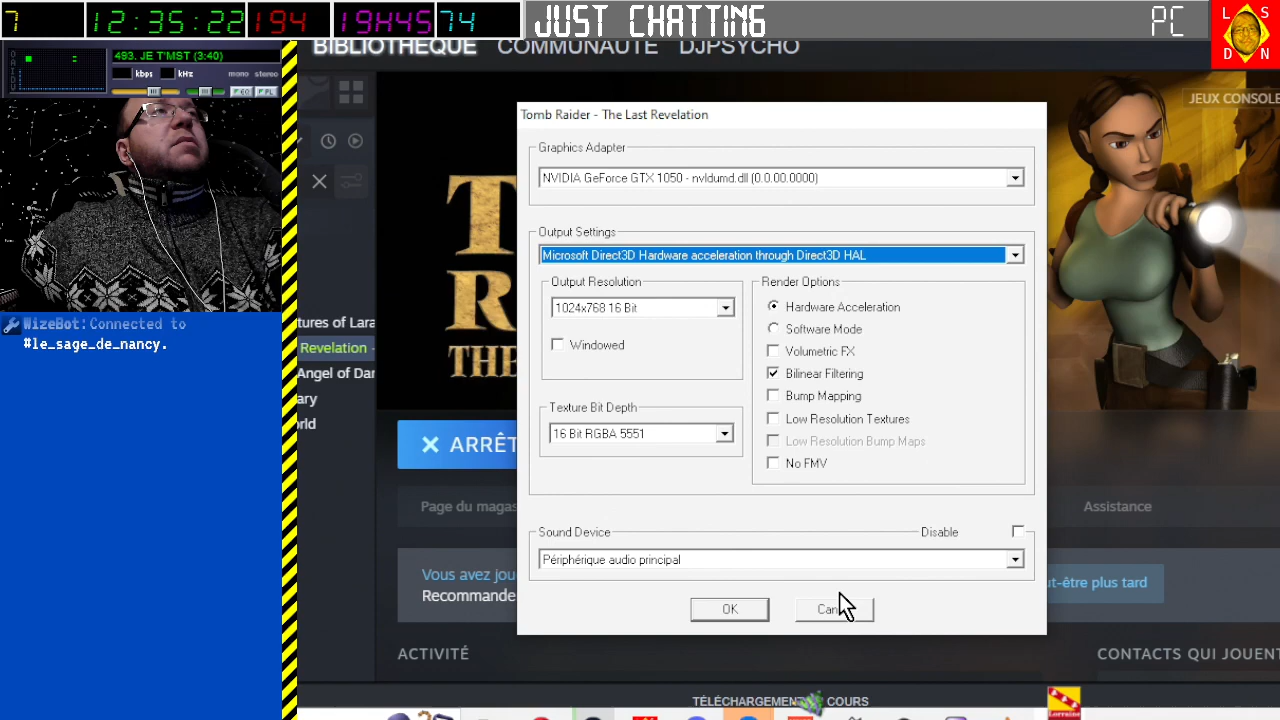 7 12:35:22 194 19H45 74 JUST CHATTING PC L S D N
493. JE T'MST (3:40)
kbps kHz mono stereo
EQ PL
BIBLIOTHÈQUE COMMUNAUTÉ DJPSYCHO
JEUX CONSOLE
WizeBot: Connected to
#le_sage_de_nancy.
tures of Lara
Revelation -
Angel of Dar
ary
rld
ARRÊT
Page du magas
Assistance
Vous avez jou
Recommande
ut-être plus tard
ACTIVITÉ
CONTACTS QUI JOUENT
Tomb Raider - The Last Revelation
Graphics Adapter
NVIDIA GeForce GTX 1050 - nvldumd.dll (0.0.00.0000)
Output Settings
Microsoft Direct3D Hardware acceleration through Direct3D HAL
Output Resolution
1024x768 16 Bit
Windowed
Texture Bit Depth
16 Bit RGBA 5551
Render Options
Hardware Acceleration
Software Mode
Volumetric FX
Bilinear Filtering
Bump Mapping
Low Resolution Textures
Low Resolution Bump Maps
No FMV
Sound Device
Disable
Périphérique audio principal
OK
Can
Lorraine